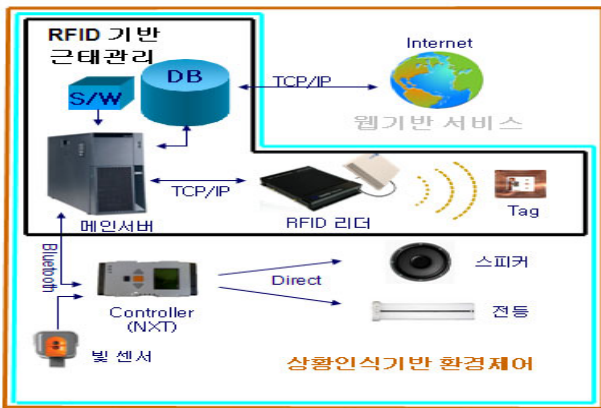 RFID 기반
근태관리
DB
S/W
Internet
TCP/IP
웹기반 서비스
TCP/IP
메인서버
RFID 리더
Tag
Bluetooth
스피커
Direct
Controller
(NXT)
전등
빛 센서
상황인식기반 환경제어